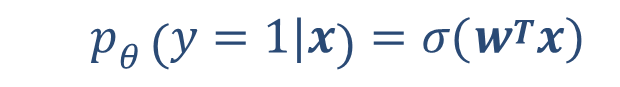 p_θ(y = 1|x) = σ(w^T x)